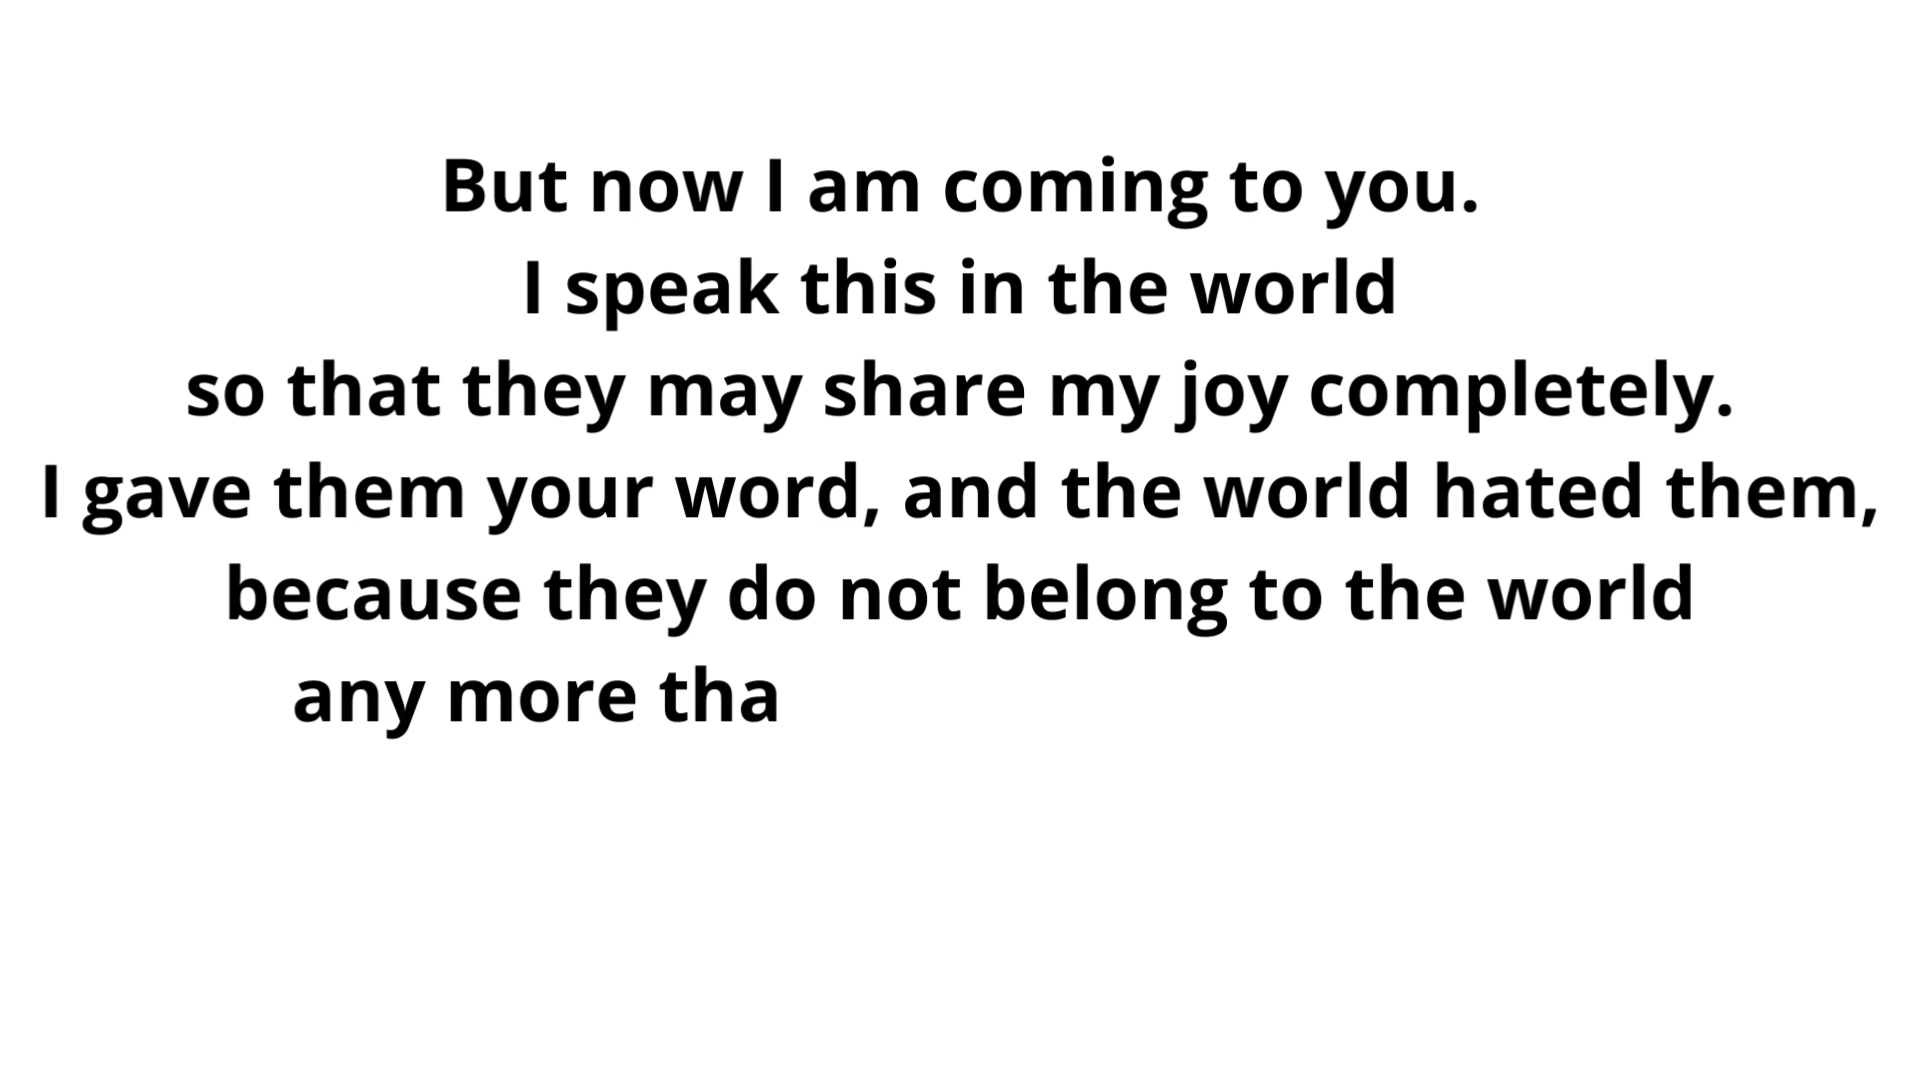 But now I am coming to you.
I speak this in the world
so that they may share my joy completely.
I gave them your word, and the world hated them,
because they do not belong to the world
any more tha